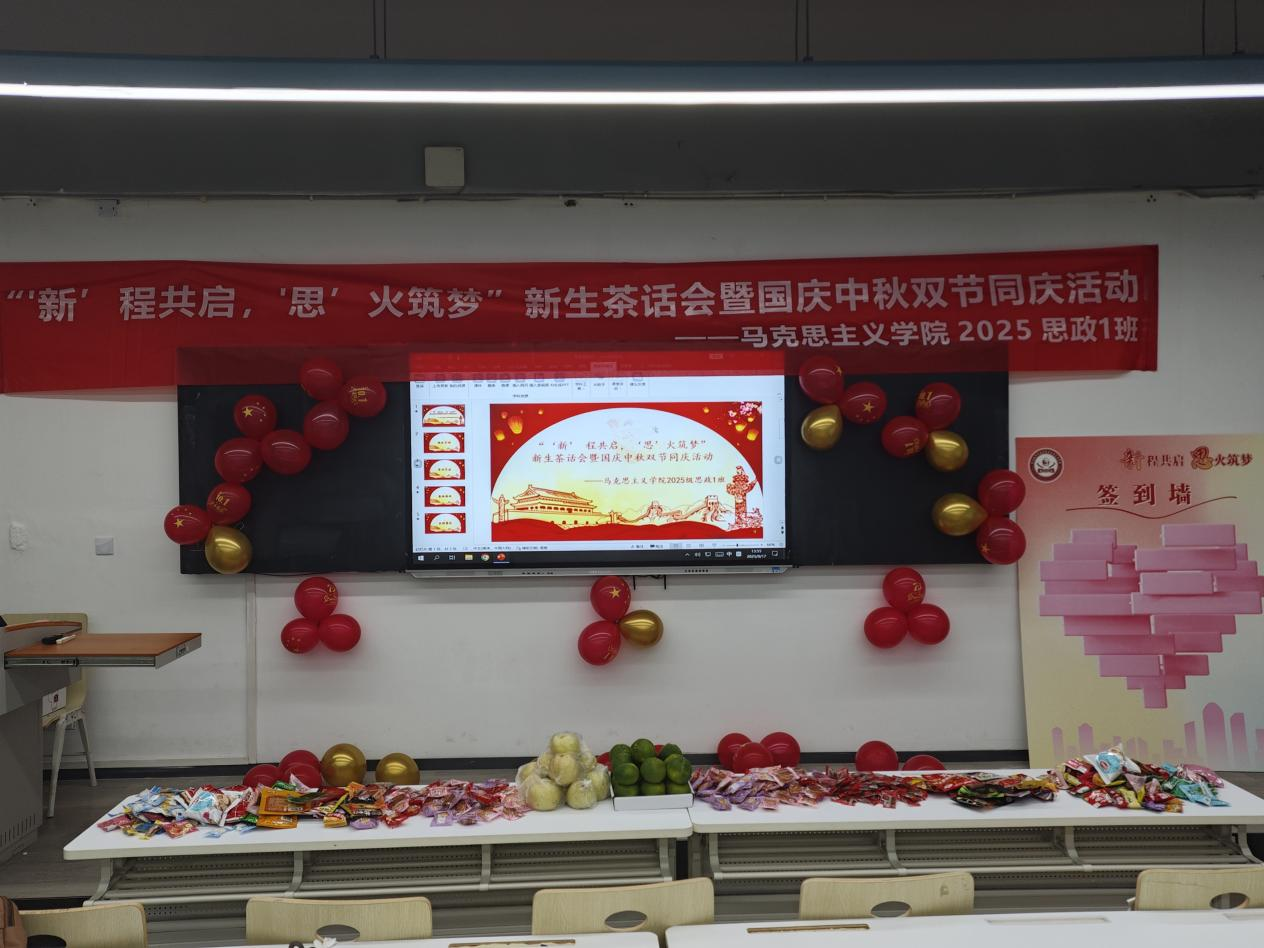 “'新' 程共启，'思' 火筑梦” 新生茶话会暨国庆中秋双节同庆活动
——马克思主义学院 2025 思政1班
“‘新’ 程共启，‘思’火筑梦”
新生茶话会暨国庆中秋双节同庆活动
——马克思主义学院2025级思政1班
新程共启 思火筑梦
签到墙
10.1
10.1